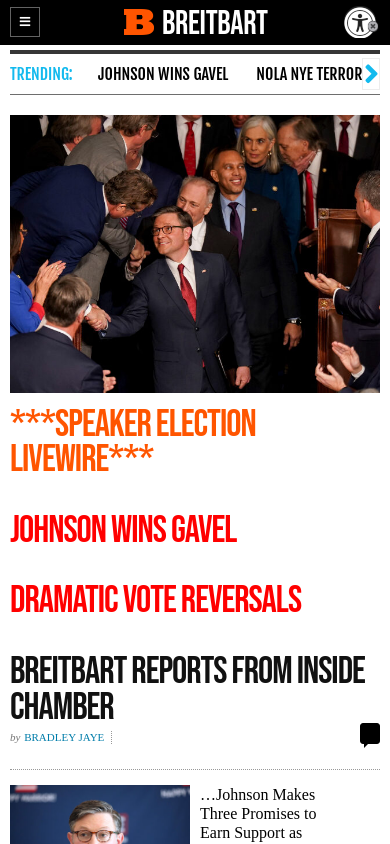 BREITBART
TRENDING:
JOHNSON WINS GAVEL
NOLA NYE TERROR
***SPEAKER ELECTION
LIVEWIRE***
JOHNSON WINS GAVEL
DRAMATIC VOTE REVERSALS
BREITBART REPORTS FROM INSIDE
CHAMBER
by BRADLEY JAYE
…Johnson Makes
Three Promises to
Earn Support as